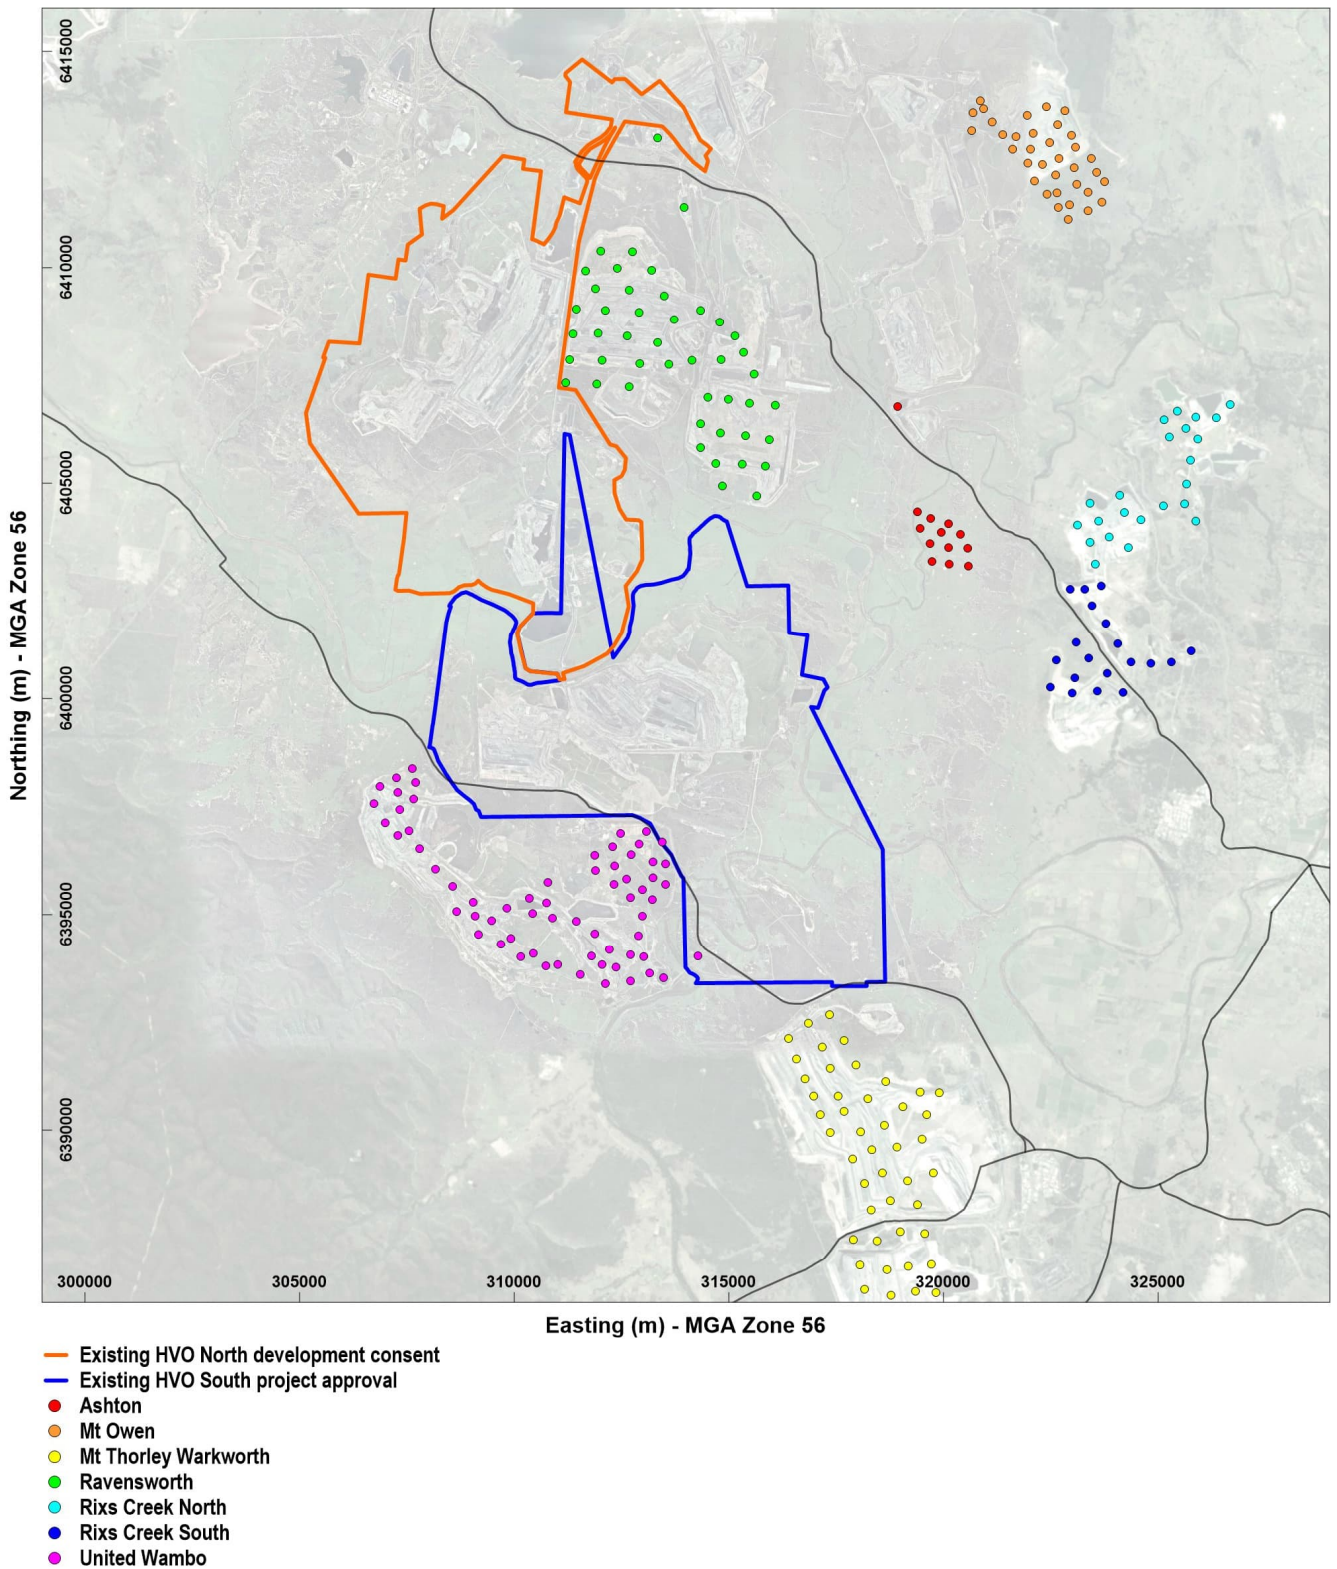 6415000
6410000
6405000
6400000
6395000
6390000
Northing (m) - MGA Zone 56
300000 305000 310000 315000 320000 325000
Easting (m) - MGA Zone 56
Existing HVO North development consent
Existing HVO South project approval
Ashton
Mt Owen
Mt Thorley Warkworth
Ravensworth
Rixs Creek North
Rixs Creek South
United Wambo